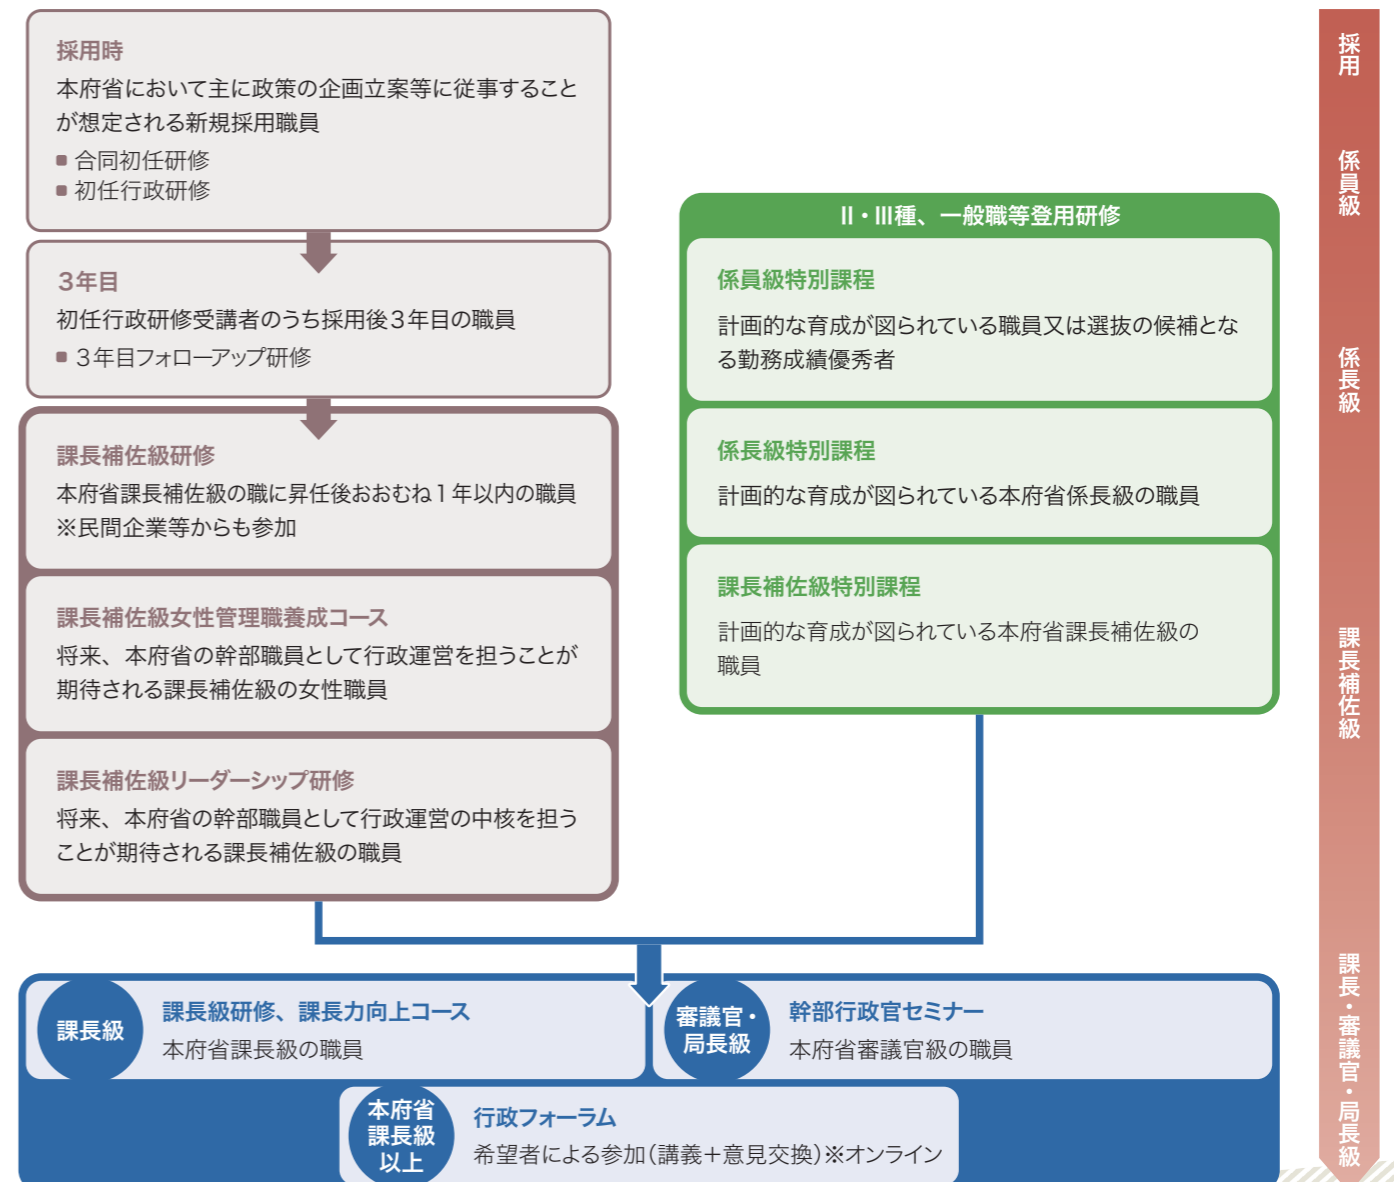 採用時
本府省において主に政策の企画立案等に従事すること
が想定される新規採用職員
■ 合同初任研修
■ 初任行政研修
3年目
初任行政研修受講者のうち採用後3年目の職員
■ 3年目フォローアップ研修
課長補佐級研修
本府省課長補佐級の職に昇任後おおむね1年以内の職員
※民間企業等からも参加
課長補佐級女性管理職養成コース
将来、本府省の幹部職員として行政運営を担うことが
期待される課長補佐級の女性職員
課長補佐級リーダーシップ研修
将来、本府省の幹部職員として行政運営の中核を担う
ことが期待される課長補佐級の職員
Ⅱ・Ⅲ種、一般職等登用研修
係員級特別課程
計画的な育成が図られている職員又は選抜の候補とな
る勤務成績優秀者
係長級特別課程
計画的な育成が図られている本府省係長級の職員
課長補佐級特別課程
計画的な育成が図られている本府省課長補佐級の
職員
課長級
課長級研修、課長力向上コース
本府省課長級の職員
審議官・
局長級
幹部行政官セミナー
本府省審議官級の職員
本府省
課長級
以上
行政フォーラム
希望者による参加(講義+意見交換)※オンライン
採用
係員級
係長級
課長補佐級
課長・審議官・局長級